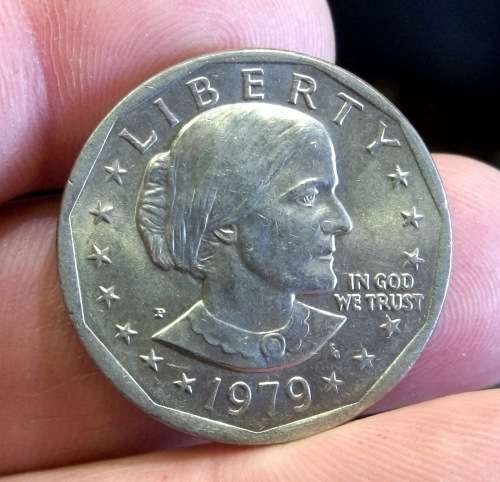 LIBERTY
IN GOD
WE TRUST
P
1979